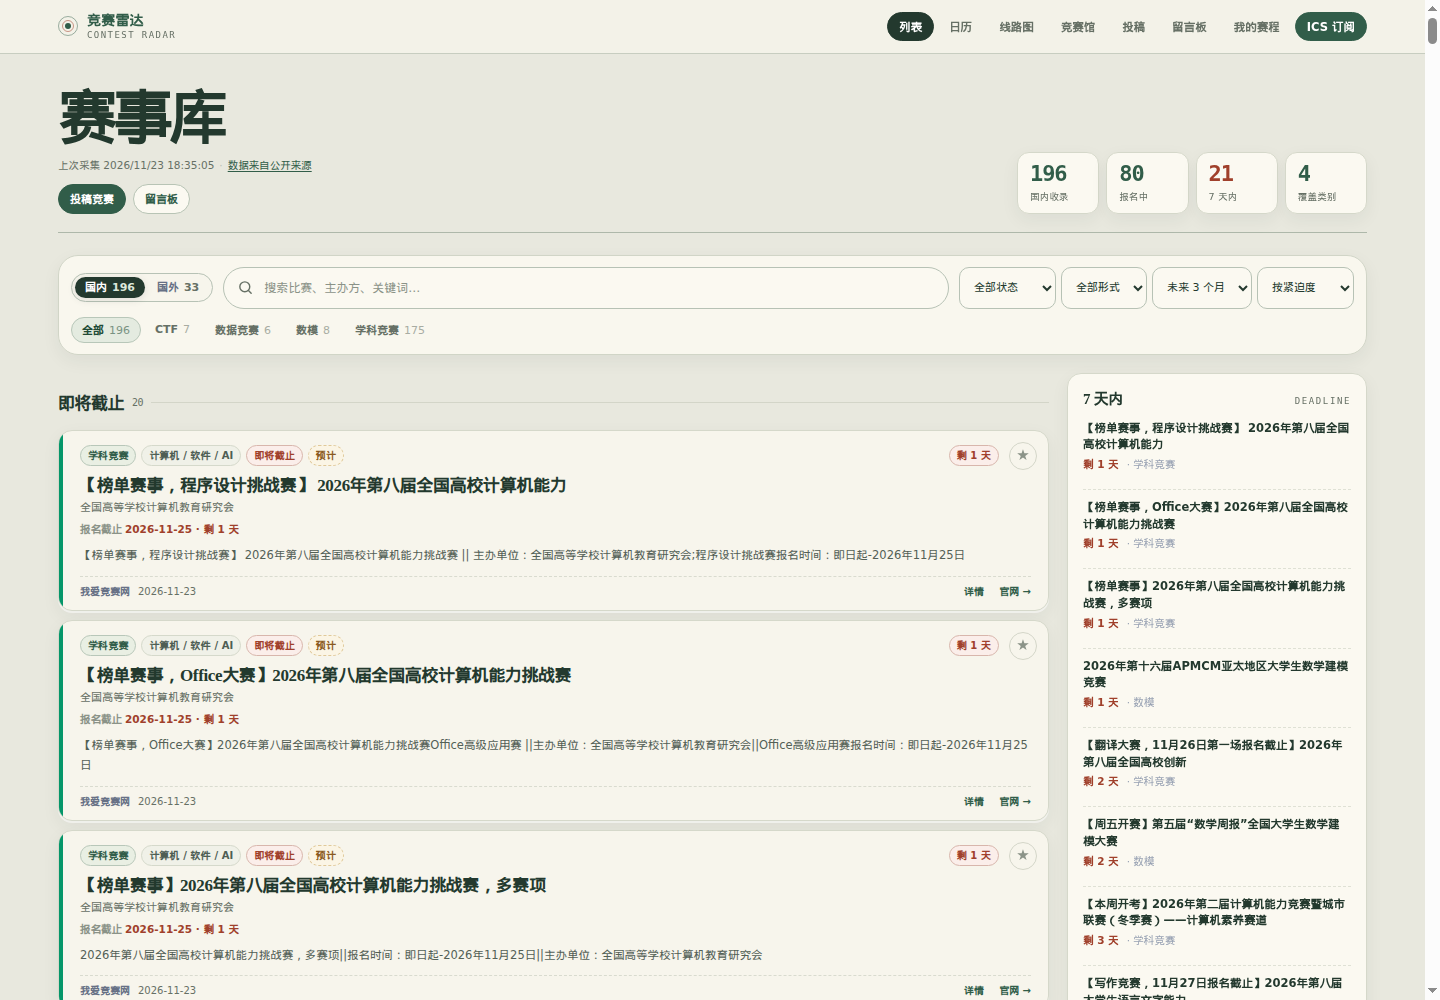 竞赛雷达
CONTEST RADAR
列表
日历
线路图
竞赛馆
投稿
留言板
我的赛程
ICS 订阅
赛事库
上次采集 2026/11/23 18:35:05 · 数据来自公开来源
投稿竞赛
留言板
196
国内收录
80
报名中
21
7 天内
4
覆盖类别
国内 196
国外 33
搜索比赛、主办方、关键词...
全部状态
全部形式
未来 3 个月
按紧迫度
全部 196
CTF 7
数据竞赛 6
数模 8
学科竞赛 175
即将截止 20
学科竞赛
计算机 / 软件 / AI
即将截止
预计
剩 1 天
★
【榜单赛事，程序设计挑战赛】 2026年第八届全国高校计算机能力
全国高等学校计算机教育研究会
报名截止 2026-11-25 · 剩 1 天
【榜单赛事，程序设计挑战赛】 2026年第八届全国高校计算机能力挑战赛 || 主办单位：全国高等学校计算机教育研究会;程序设计挑战赛报名时间：即日起-2026年11月25日
我爱竞赛网 2026-11-23
详情
官网 →
学科竞赛
计算机 / 软件 / AI
即将截止
预计
剩 1 天
★
【榜单赛事，Office大赛】2026年第八届全国高校计算机能力挑战赛
全国高等学校计算机教育研究会
报名截止 2026-11-25 · 剩 1 天
【榜单赛事，Office大赛】2026年第八届全国高校计算机能力挑战赛Office高级应用赛 ||主办单位：全国高等学校计算机教育研究会||Office高级应用赛报名时间：即日起-2026年11月25
日
我爱竞赛网 2026-11-23
详情
官网 →
学科竞赛
计算机 / 软件 / AI
即将截止
预计
剩 1 天
★
【榜单赛事】2026年第八届全国高校计算机能力挑战赛，多赛项
全国高等学校计算机教育研究会
报名截止 2026-11-25 · 剩 1 天
2026年第八届全国高校计算机能力挑战赛，多赛项||报名时间：即日起-2026年11月25日||主办单位：全国高等学校计算机教育研究会
我爱竞赛网 2026-11-23
详情
官网 →
7 天内
DEADLINE
【榜单赛事，程序设计挑战赛】 2026年第八届全国
高校计算机能力
剩 1 天 · 学科竞赛
【榜单赛事，Office大赛】2026年第八届全国高校
计算机能力挑战赛
剩 1 天 · 学科竞赛
【榜单赛事】2026年第八届全国高校计算机能力挑
战赛，多赛项
剩 1 天 · 学科竞赛
2026年第十六届APMCM亚太地区大学生数学建模
竞赛
剩 1 天 · 数模
【翻译大赛，11月26日第一场报名截止】2026年
第八届全国高校创新
剩 2 天 · 学科竞赛
【周五开赛】第五届“数学周报”全国大学生数学建
模大赛
剩 2 天 · 数模
【本周开考】2026年第二届计算机能力竞赛暨城市
联赛（冬季赛）——计算机素养赛道
剩 3 天 · 学科竞赛
【写作竞赛，11月27日报名截止】2026年第八届
大学生语言文字能力